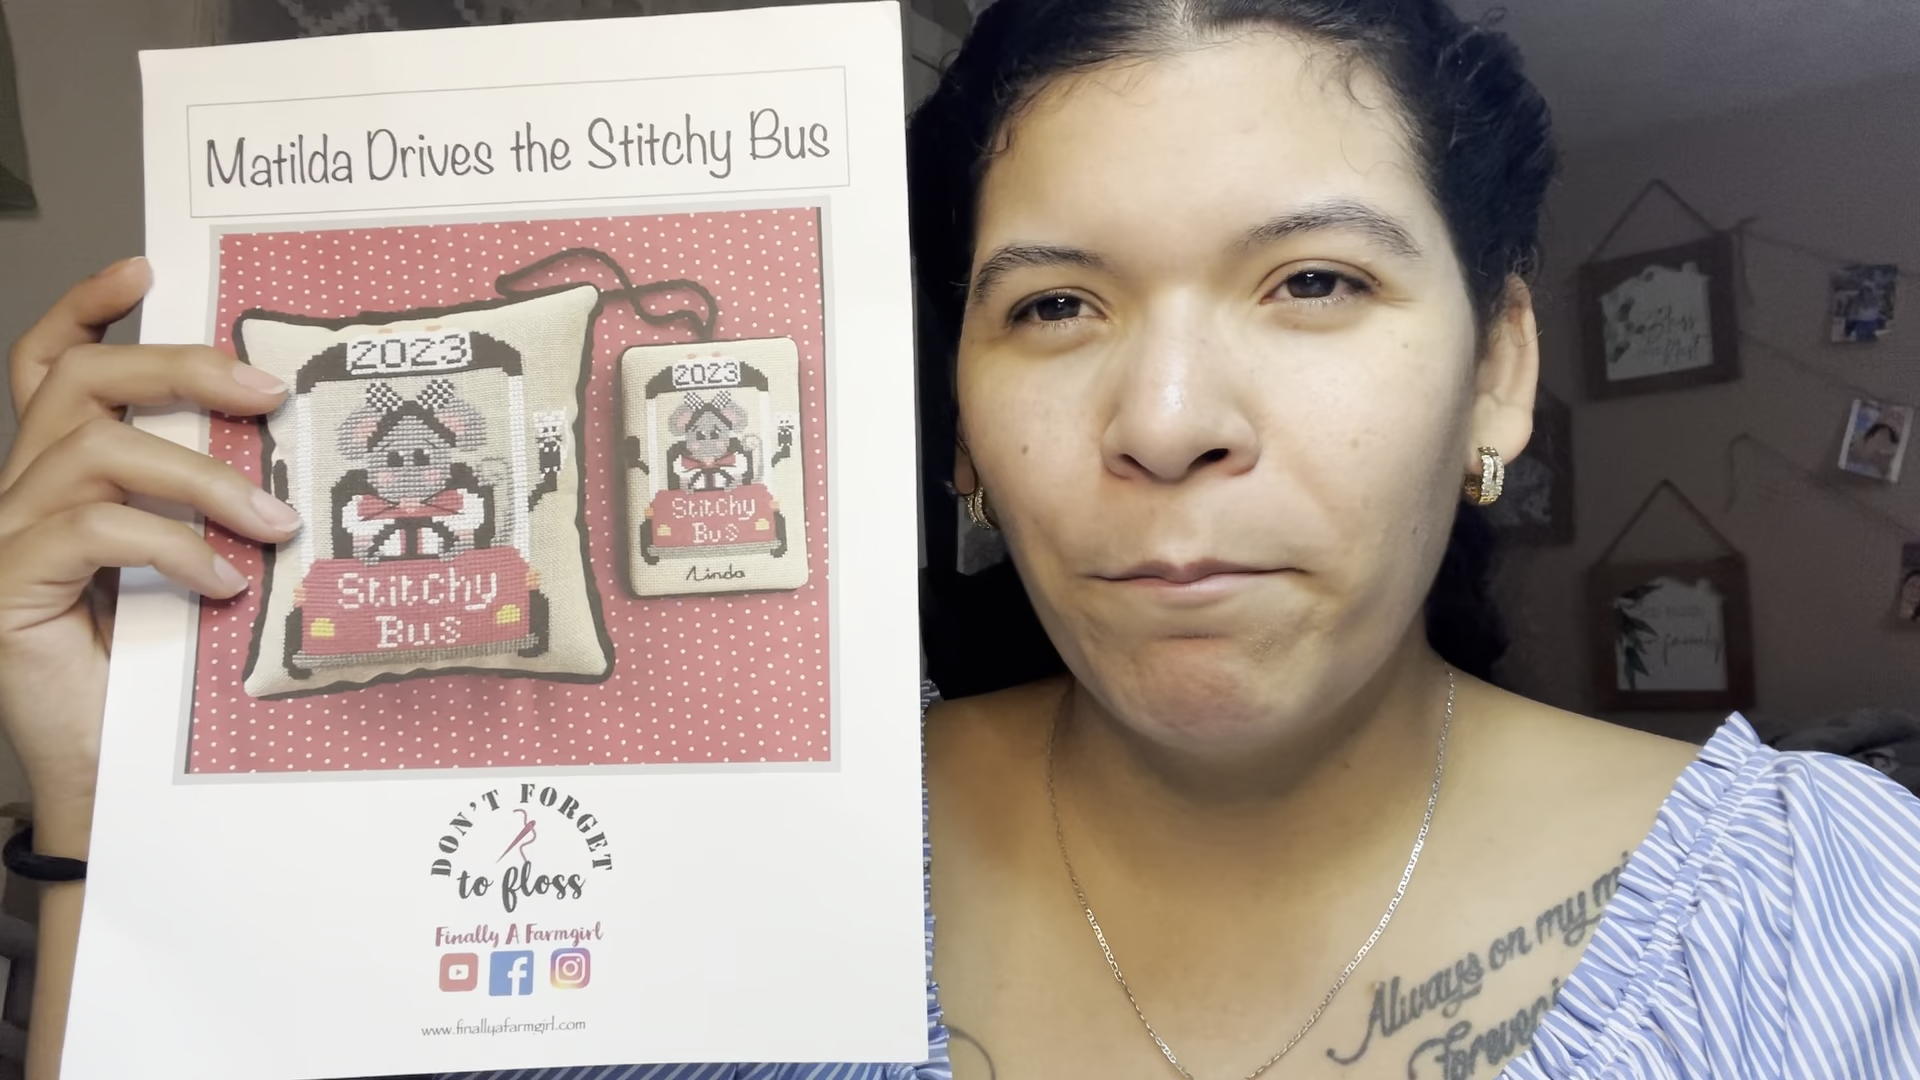 Matilda Drives the Stitchy Bus
2023
Stitchy
Bus
2023
Stitchy
Bus
Linda
DON'T FORGET
to floss
Finally A Farmgirl
www.finallyafarmgirl.com
Always on my
family